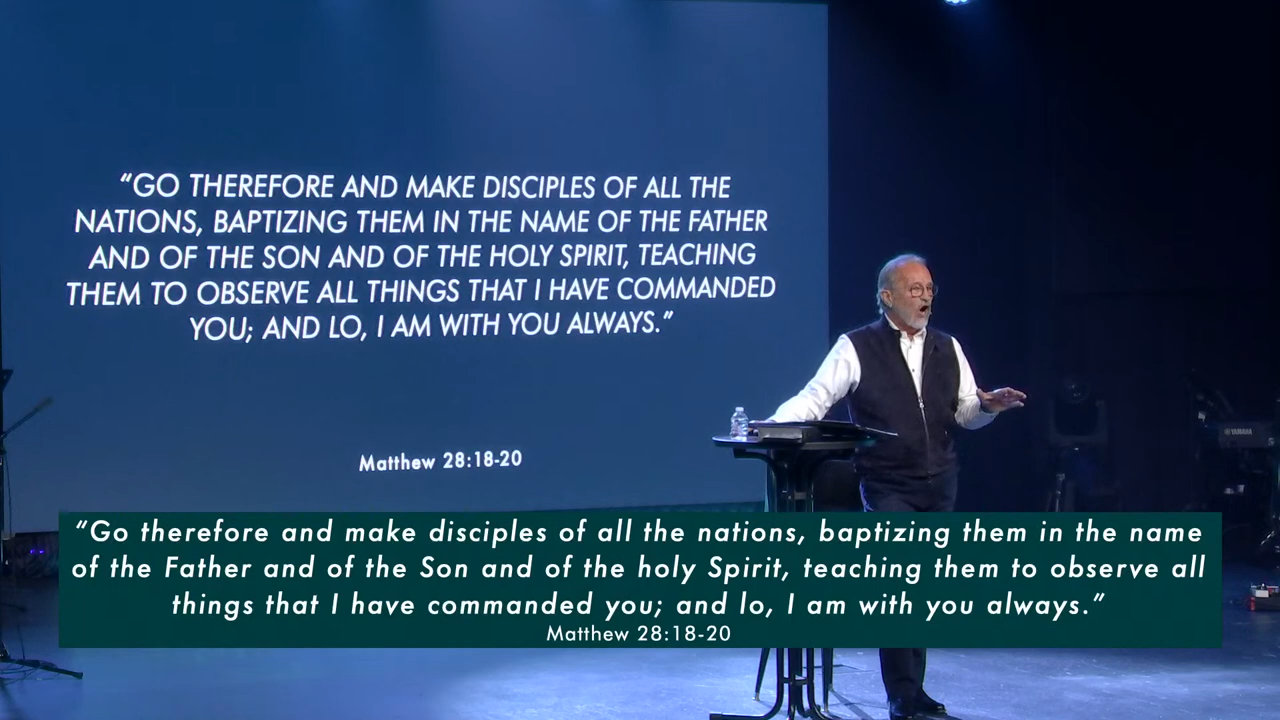 “GO THEREFORE AND MAKE DISCIPLES OF ALL THE
NATIONS, BAPTIZING THEM IN THE NAME OF THE FATHER
AND OF THE SON AND OF THE HOLY SPIRIT, TEACHING
THEM TO OBSERVE ALL THINGS THAT I HAVE COMMANDED
YOU; AND LO, I AM WITH YOU ALWAYS.”
Matthew 28:18-20
YAMAHA
“Go therefore and make disciples of all the nations, baptizing them in the name
of the Father and of the Son and of the holy Spirit, teaching them to observe all
things that I have commanded you; and lo, I am with you always.”
Matthew 28:18-20